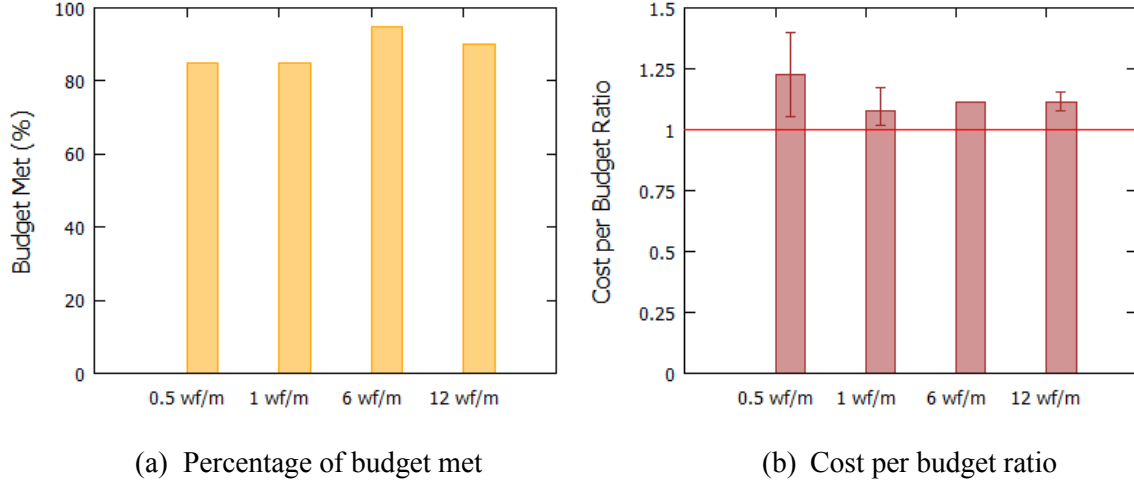 100
80
60
40
20
0
Budget Met (%)
0.5 wf/m 1 wf/m 6 wf/m 12 wf/m
(a) Percentage of budget met
1.5
1.25
1
0.75
0.5
0.25
0
Cost per Budget Ratio
0.5 wf/m 1 wf/m 6 wf/m 12 wf/m
(b) Cost per budget ratio